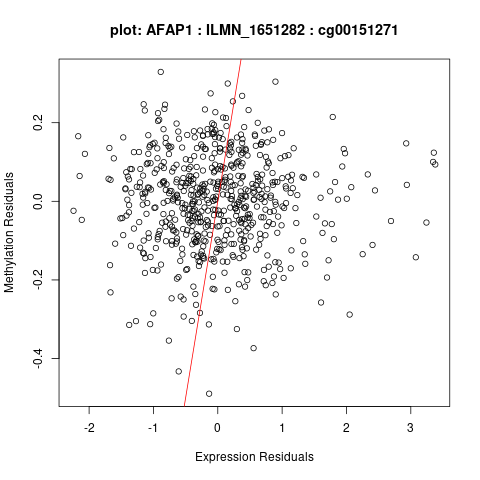 plot: AFAP1 : ILMN_1651282 : cg00151271
Methylation Residuals
0.2
0.0
-0.2
-0.4
-2 -1 0 1 2 3
Expression Residuals